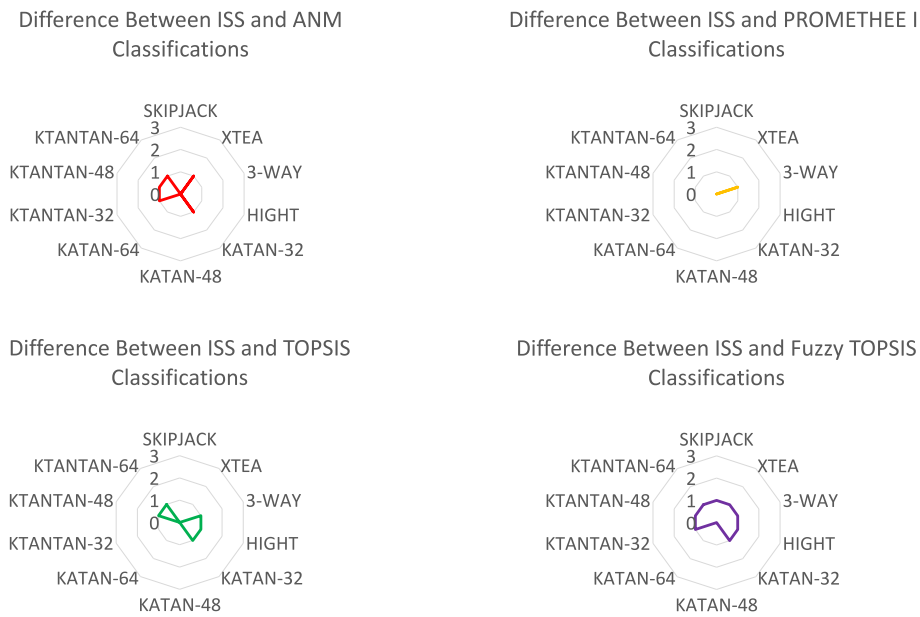 Difference Between ISS and ANM
Classifications
SKIPJACK
3
KTANTAN-64
XTEA
2
KTANTAN-48
1
3-WAY
0
KTANTAN-32
HIGHT
KATAN-64
KATAN-32
KATAN-48
Difference Between ISS and PROMETHEE I
Classifications
SKIPJACK
3
KTANTAN-64
XTEA
2
KTANTAN-48
1
3-WAY
0
KTANTAN-32
HIGHT
KATAN-64
KATAN-32
KATAN-48
Difference Between ISS and TOPSIS
Classifications
SKIPJACK
3
KTANTAN-64
XTEA
2
KTANTAN-48
1
3-WAY
0
KTANTAN-32
HIGHT
KATAN-64
KATAN-32
KATAN-48
Difference Between ISS and Fuzzy TOPSIS
Classifications
SKIPJACK
3
KTANTAN-64
XTEA
2
KTANTAN-48
1
3-WAY
0
KTANTAN-32
HIGHT
KATAN-64
KATAN-32
KATAN-48